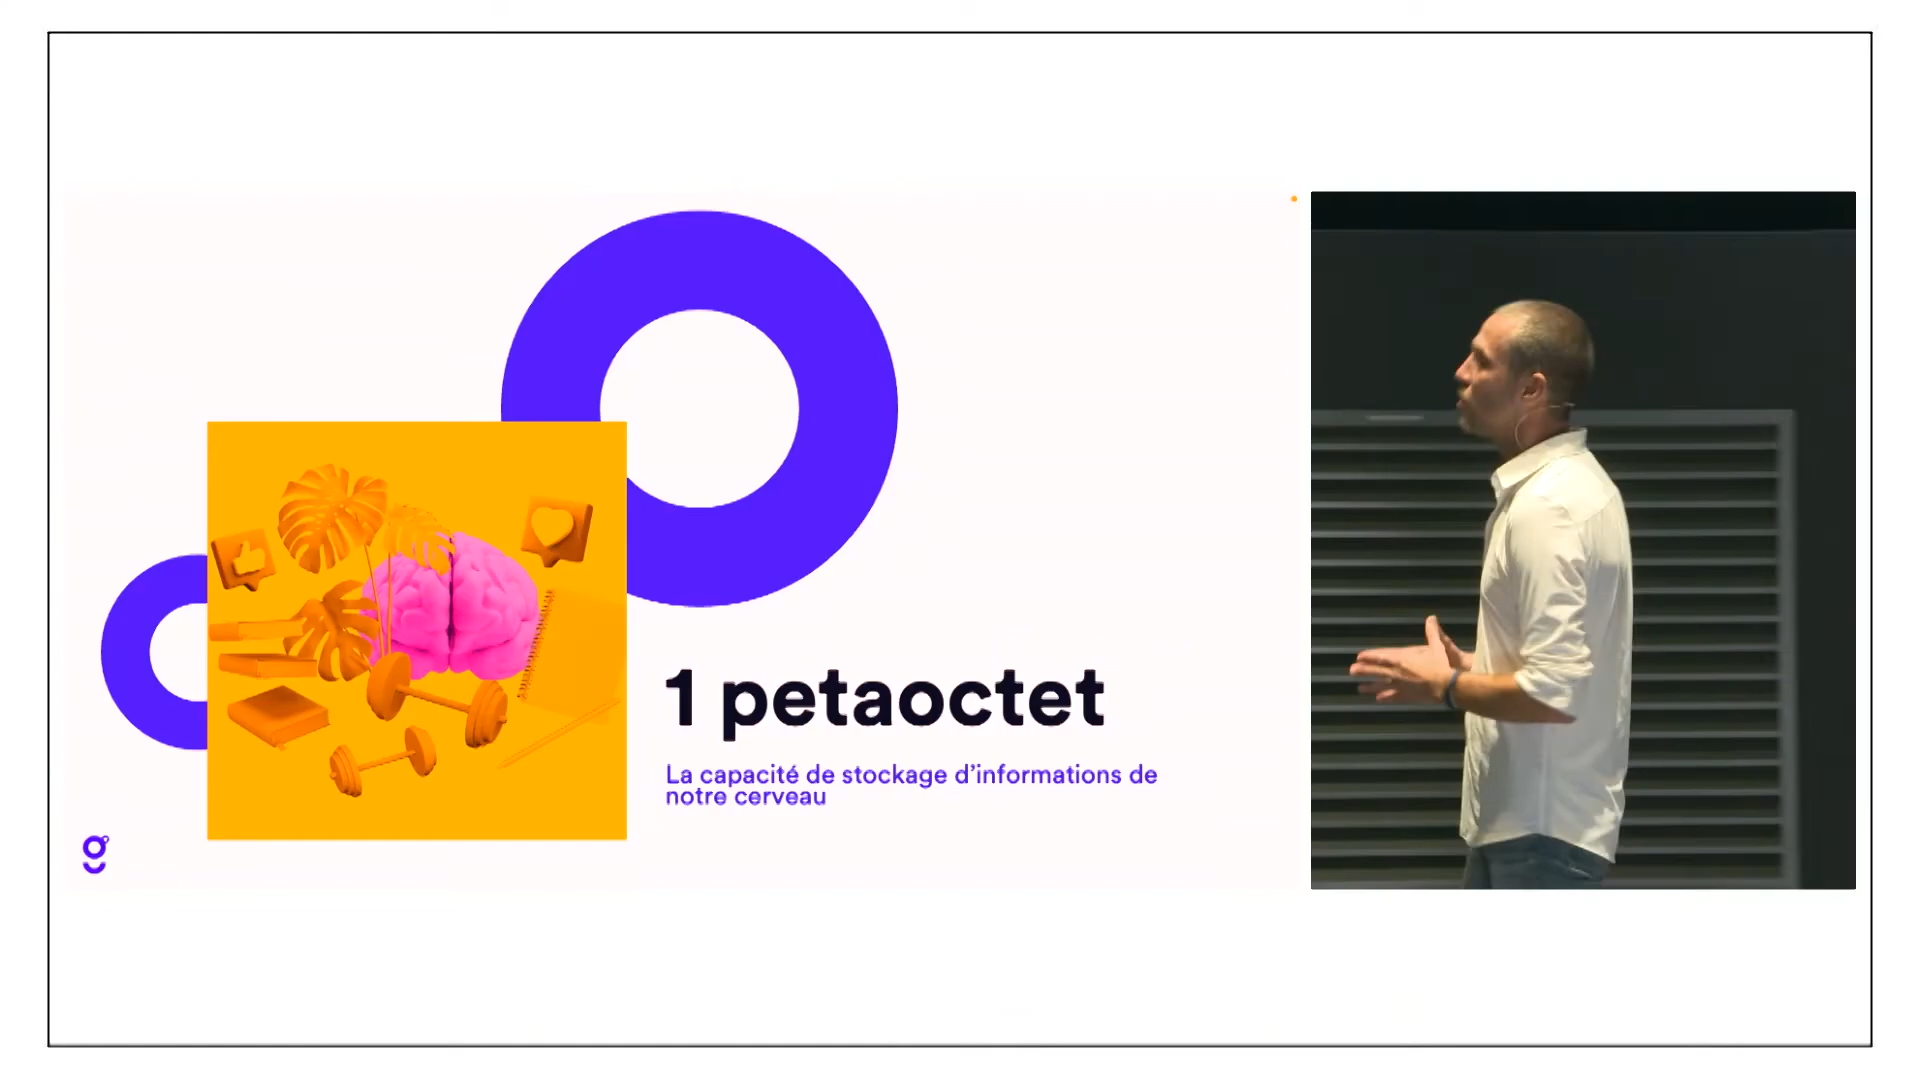 1 petaoctet
La capacité de stockage d’informations de
notre cerveau